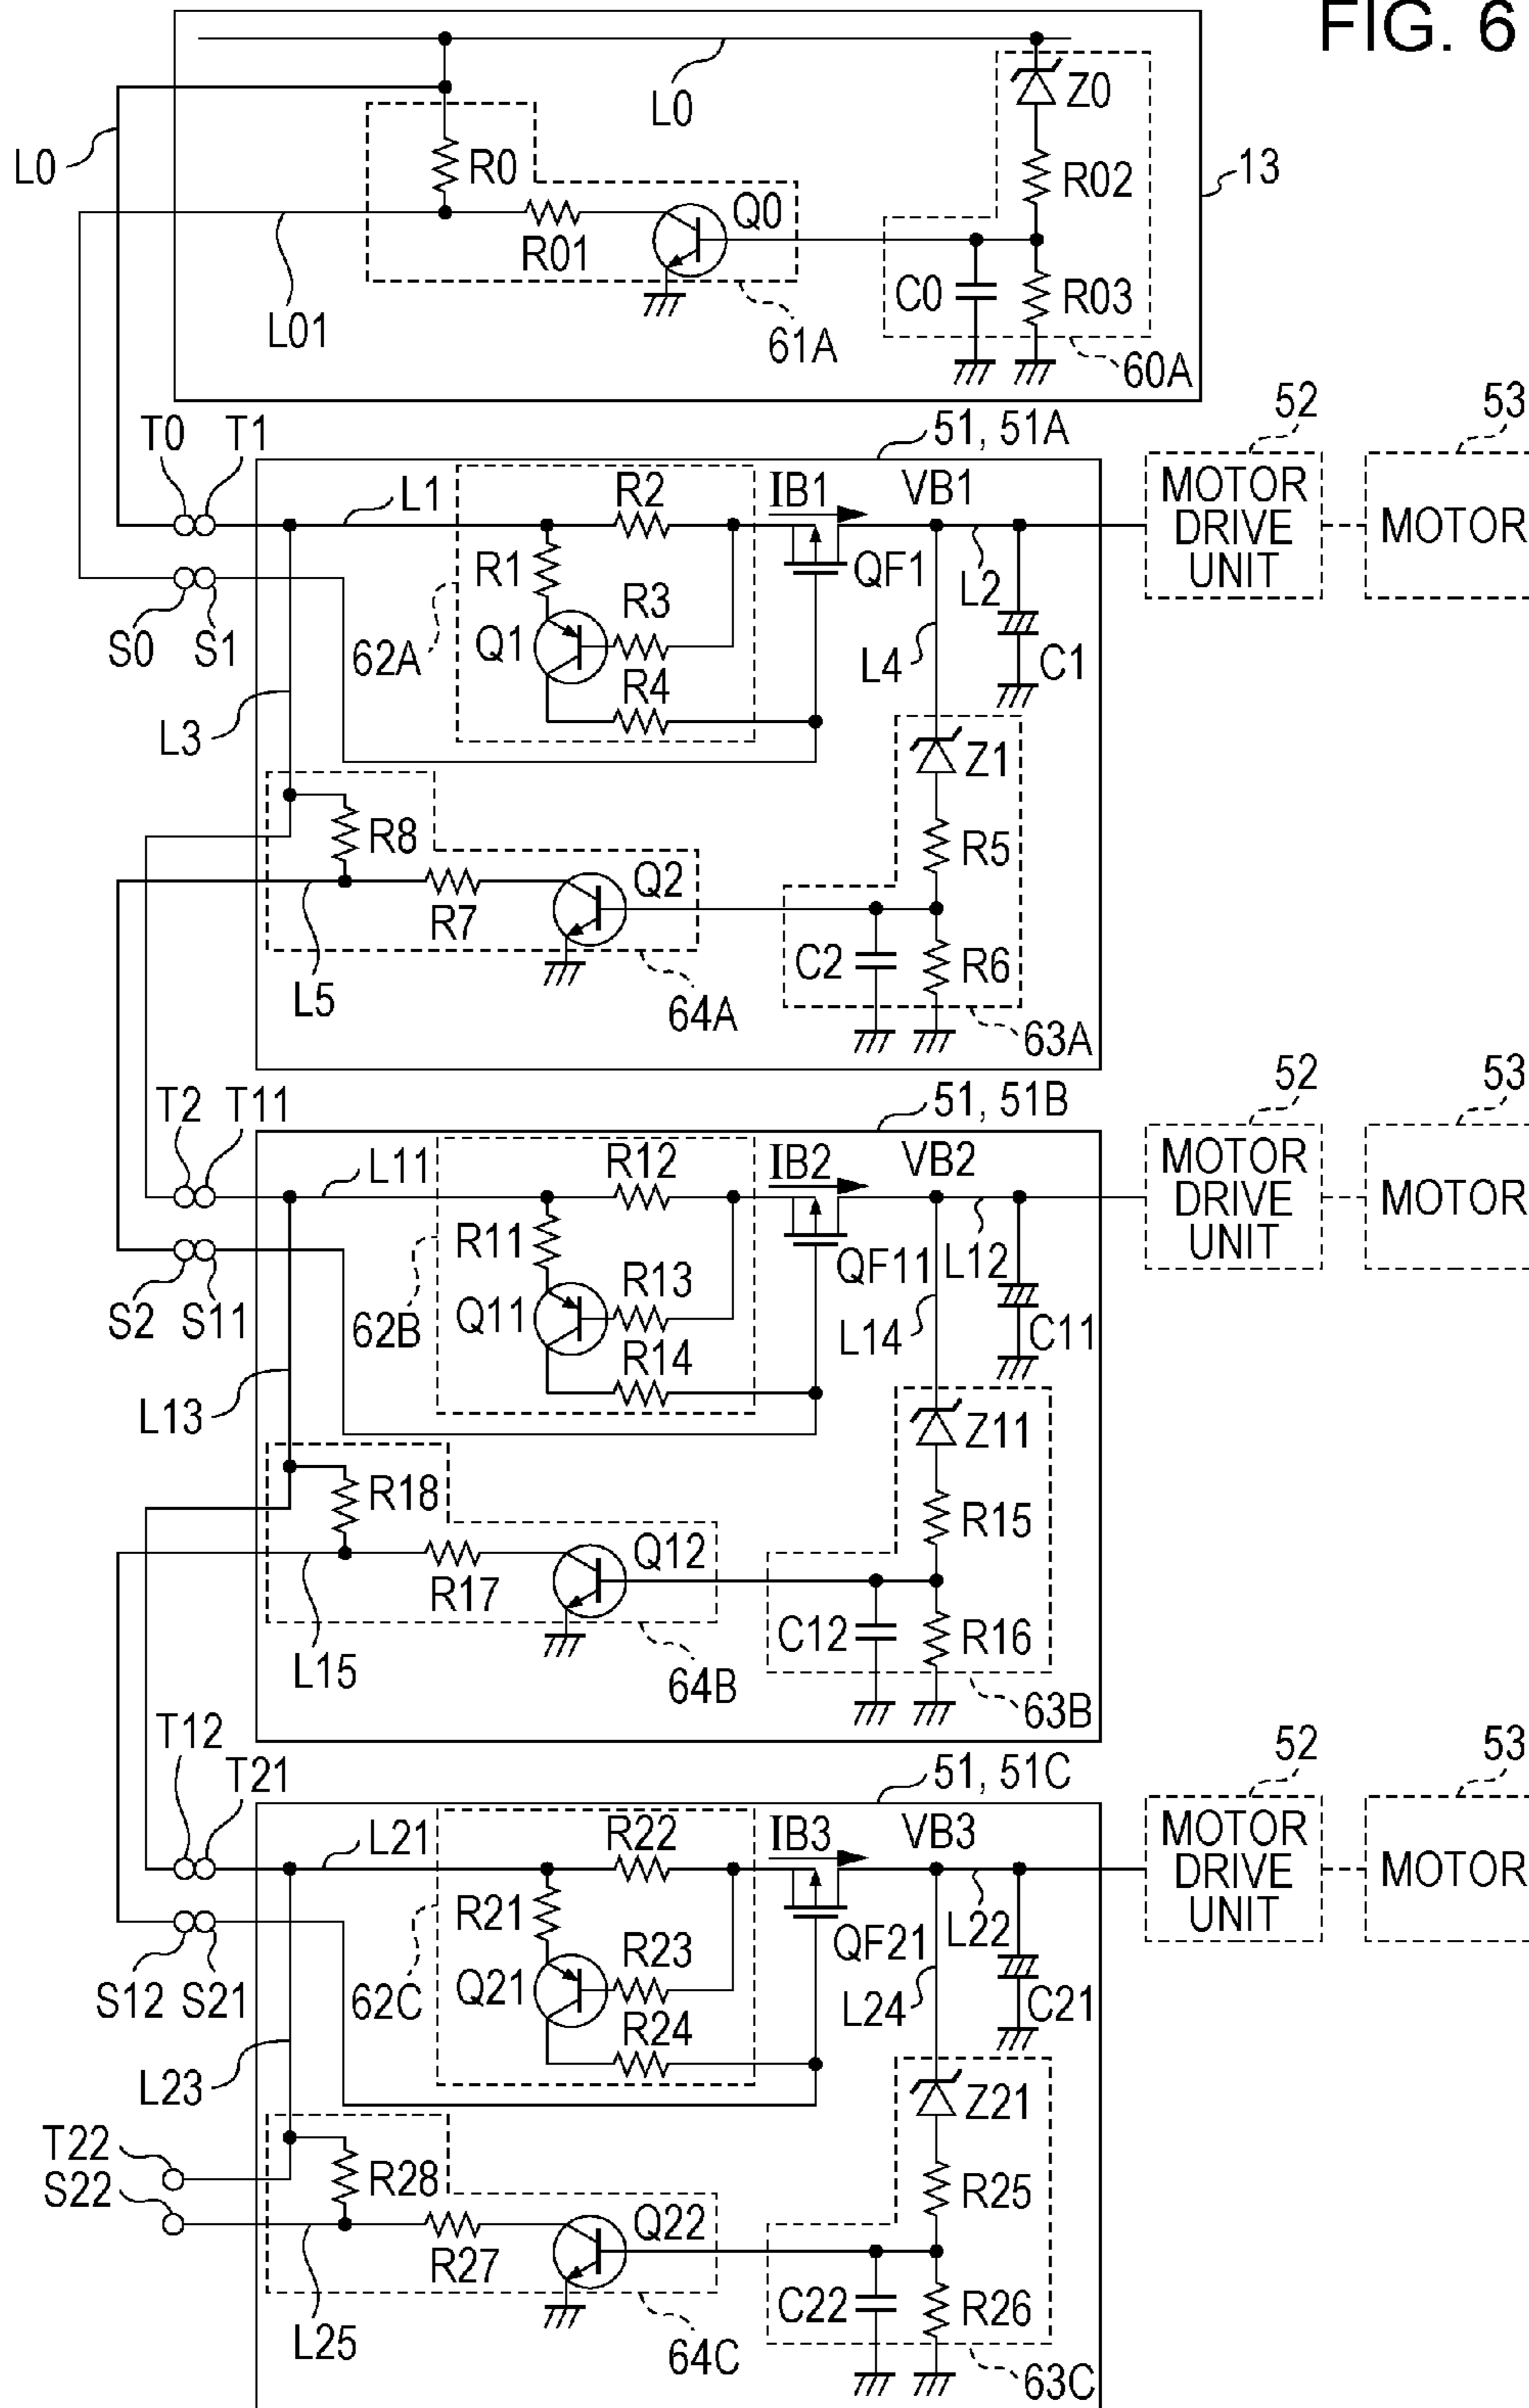 FIG. 6
L0
L0
R0
R01
Q0
Z0
R02
R03
C0
13
L01
61A
60A
T0
T1
S0
S1
51, 51A
52
53
L1
R2
IB1
VB1
MOTOR
DRIVE
UNIT
MOTOR
R1
R3
Q1
R4
QF1
L2
62A
L4
C1
L3
Z1
R8
R5
Q2
R7
C2
R6
L5
64A
63A
T2
T11
S2
S11
51, 51B
52
53
L11
R12
IB2
VB2
MOTOR
DRIVE
UNIT
MOTOR
R11
R13
Q11
R14
QF11
L12
62B
L14
C11
L13
Z11
R18
R15
Q12
R17
C12
R16
L15
64B
63B
T12
T21
S12
S21
51, 51C
52
53
L21
R22
IB3
VB3
MOTOR
DRIVE
UNIT
MOTOR
R21
R23
Q21
R24
QF21
L22
62C
L24
C21
L23
Z21
T22
S22
R28
R25
Q22
R27
C22
R26
L25
64C
63C